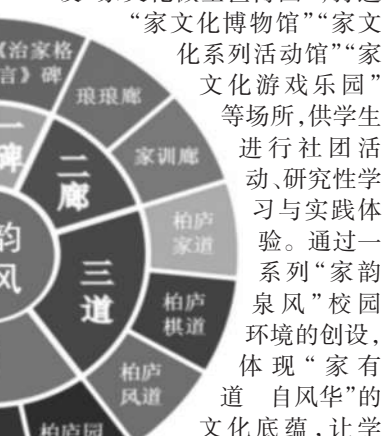 “家文化博物馆”“家文
化系列活动馆”“家
文化游戏乐园”
等场所,供学生
进行社团活
动、研究性学
习与实践体
验。通过一
系列“家韵
泉风”校园
环境的创设,
体现“家有
道 自风华”的
文化底蕴,让学
《治家格
言》碑
琅琅廊
家训廊
柏庐
家道
柏庐
棋道
柏庐
风道
柏庐园
一
碑
二
廊
三
道
韵
风